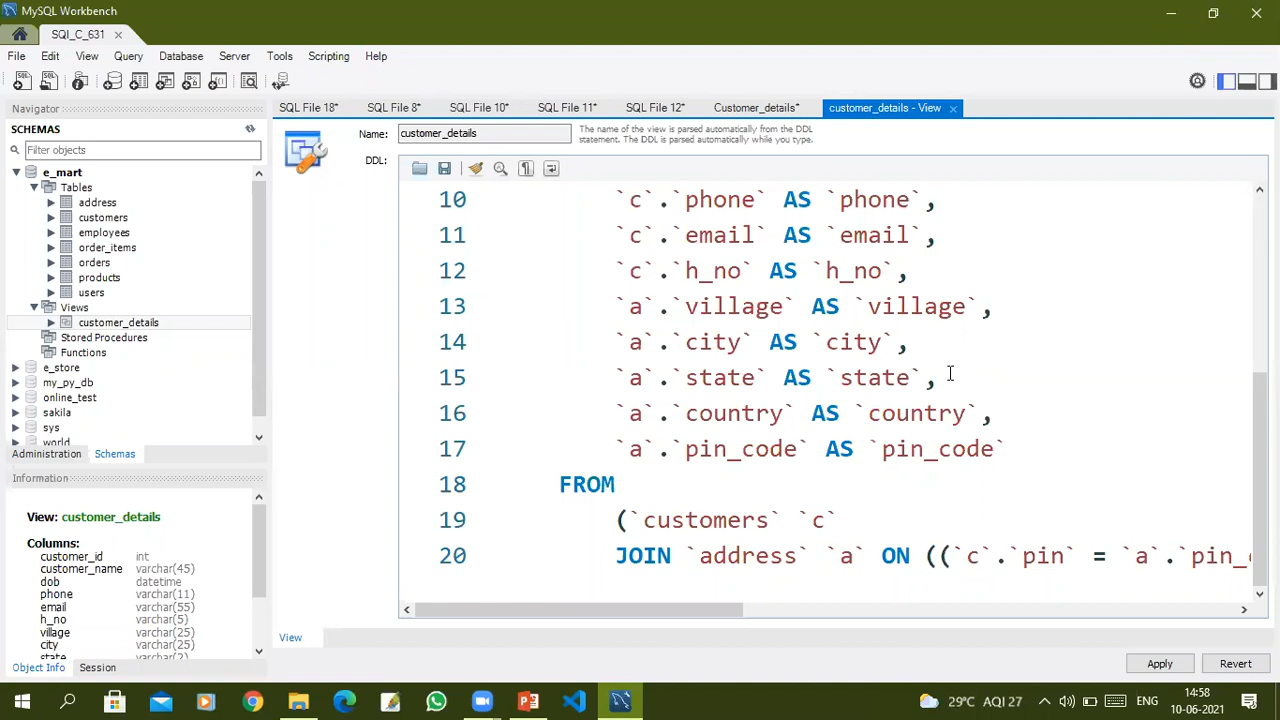 MySQL Workbench
SQl_C_631
File Edit View Query Database Server Tools Scripting Help
Navigator
SCHEMAS
Filter objects
e_mart
Tables
address
customers
employees
order_items
orders
products
users
Views
customer_details
Stored Procedures
Functions
e_store
my_py_db
online_test
sakila
sys
world
Administration Schemas
Information
View: customer_details
Columns:
customer_id int
customer_name varchar(45)
dob datetime
phone varchar(11)
email varchar(55)
h_no varchar(5)
village varchar(25)
city varchar(25)
state varchar(2)
Object Info Session
SQL File 18* SQL File 8* SQL File 10* SQL File 11* SQL File 12* Customer_details* customer_details - View
Name: customer_details
The name of the view is parsed automatically from the DDL
statement. The DDL is parsed automatically while you type.
DDL:
10 `c`.`phone` AS `phone`,
11 `c`.`email` AS `email`,
12 `c`.`h_no` AS `h_no`,
13 `a`.`village` AS `village`,
14 `a`.`city` AS `city`,
15 `a`.`state` AS `state`,
16 `a`.`country` AS `country`,
17 `a`.`pin_code` AS `pin_code`
18 FROM
19 (`customers` `c`
20 JOIN `address` `a` ON ((`c`.`pin` = `a`.`pin_
View
Apply Revert
29°C AQI 27
ENG
14:58
10-06-2021